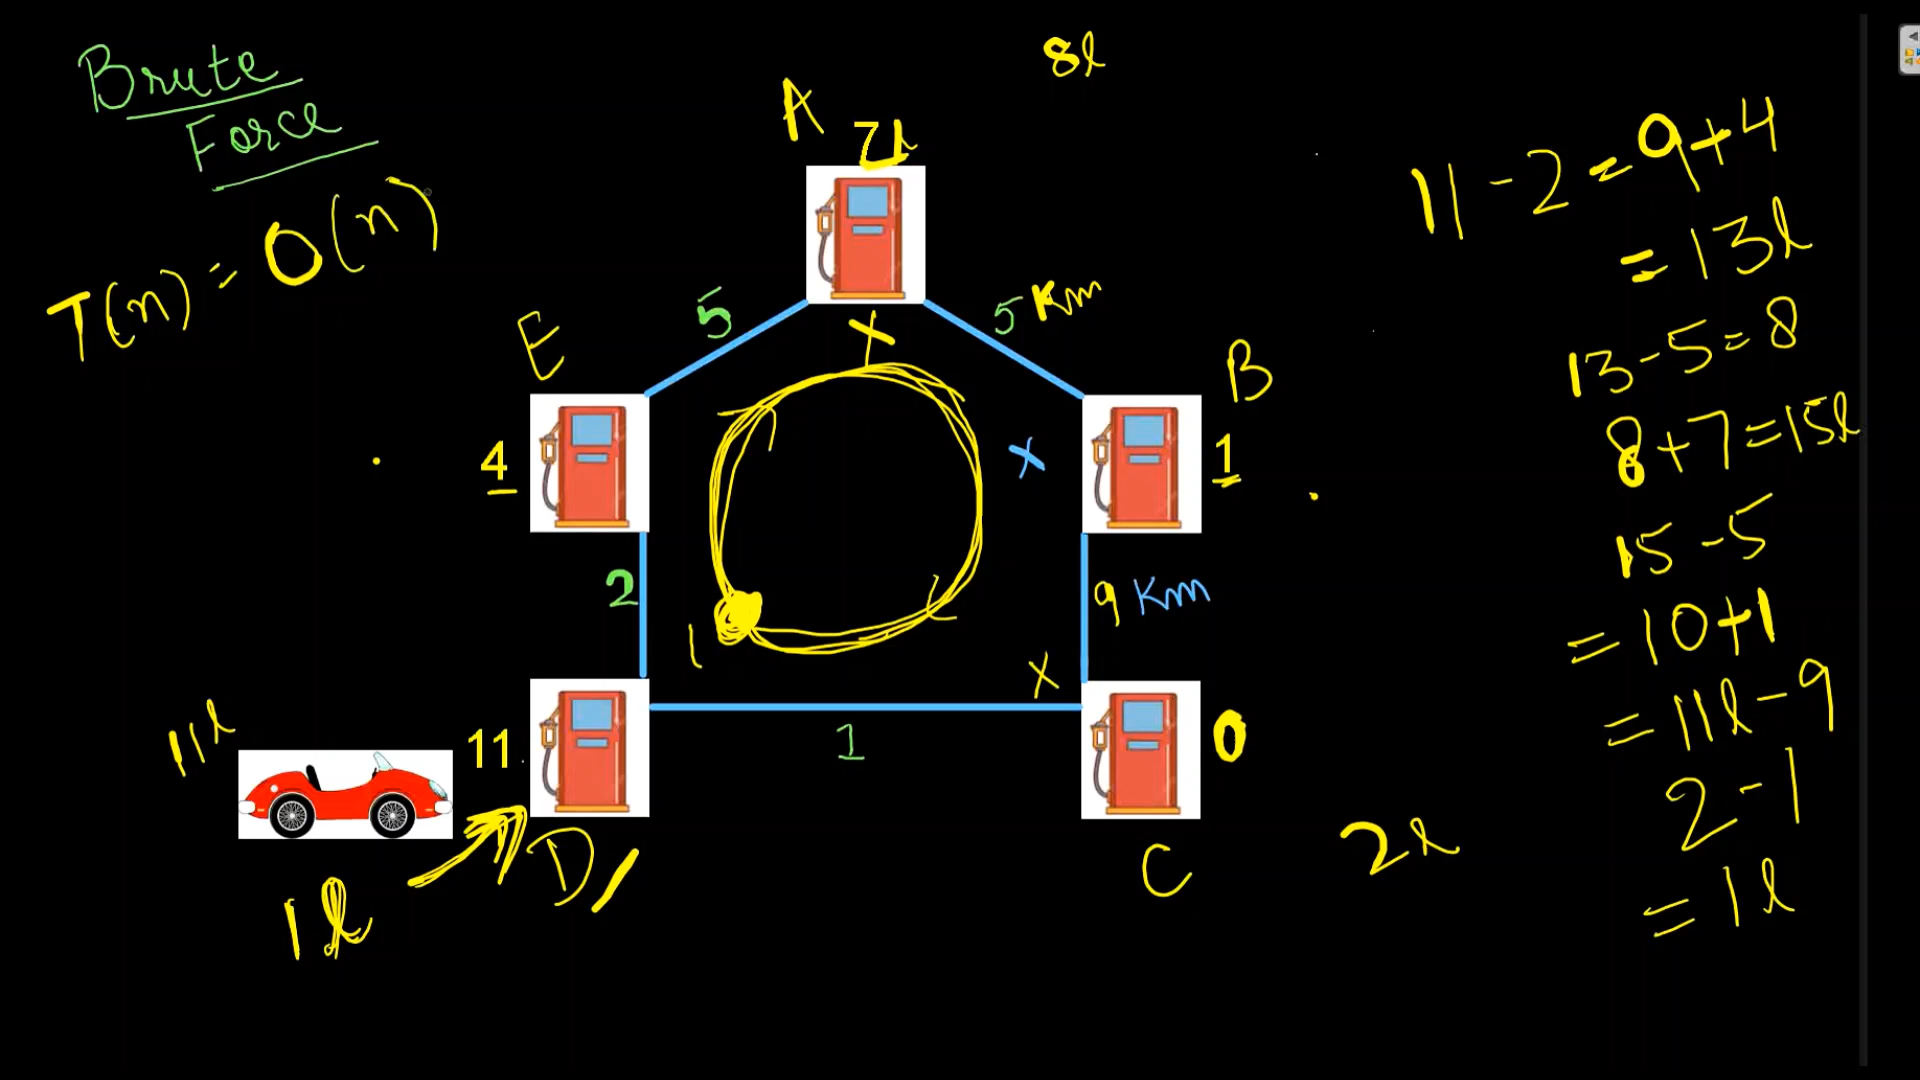 Brute
Force
T(n) = O(n)
8l
A
7l
5
5 Km
E
B
4
1
x
x
x
2
9 Km
1
11l
11
D
1
0
C
1l
2l
11 - 2 = 9 + 4
= 13l
13 - 5 = 8
8 + 7 = 15l
15 - 5
= 10 + 1
= 11l - 9
2 - 1
= 1l